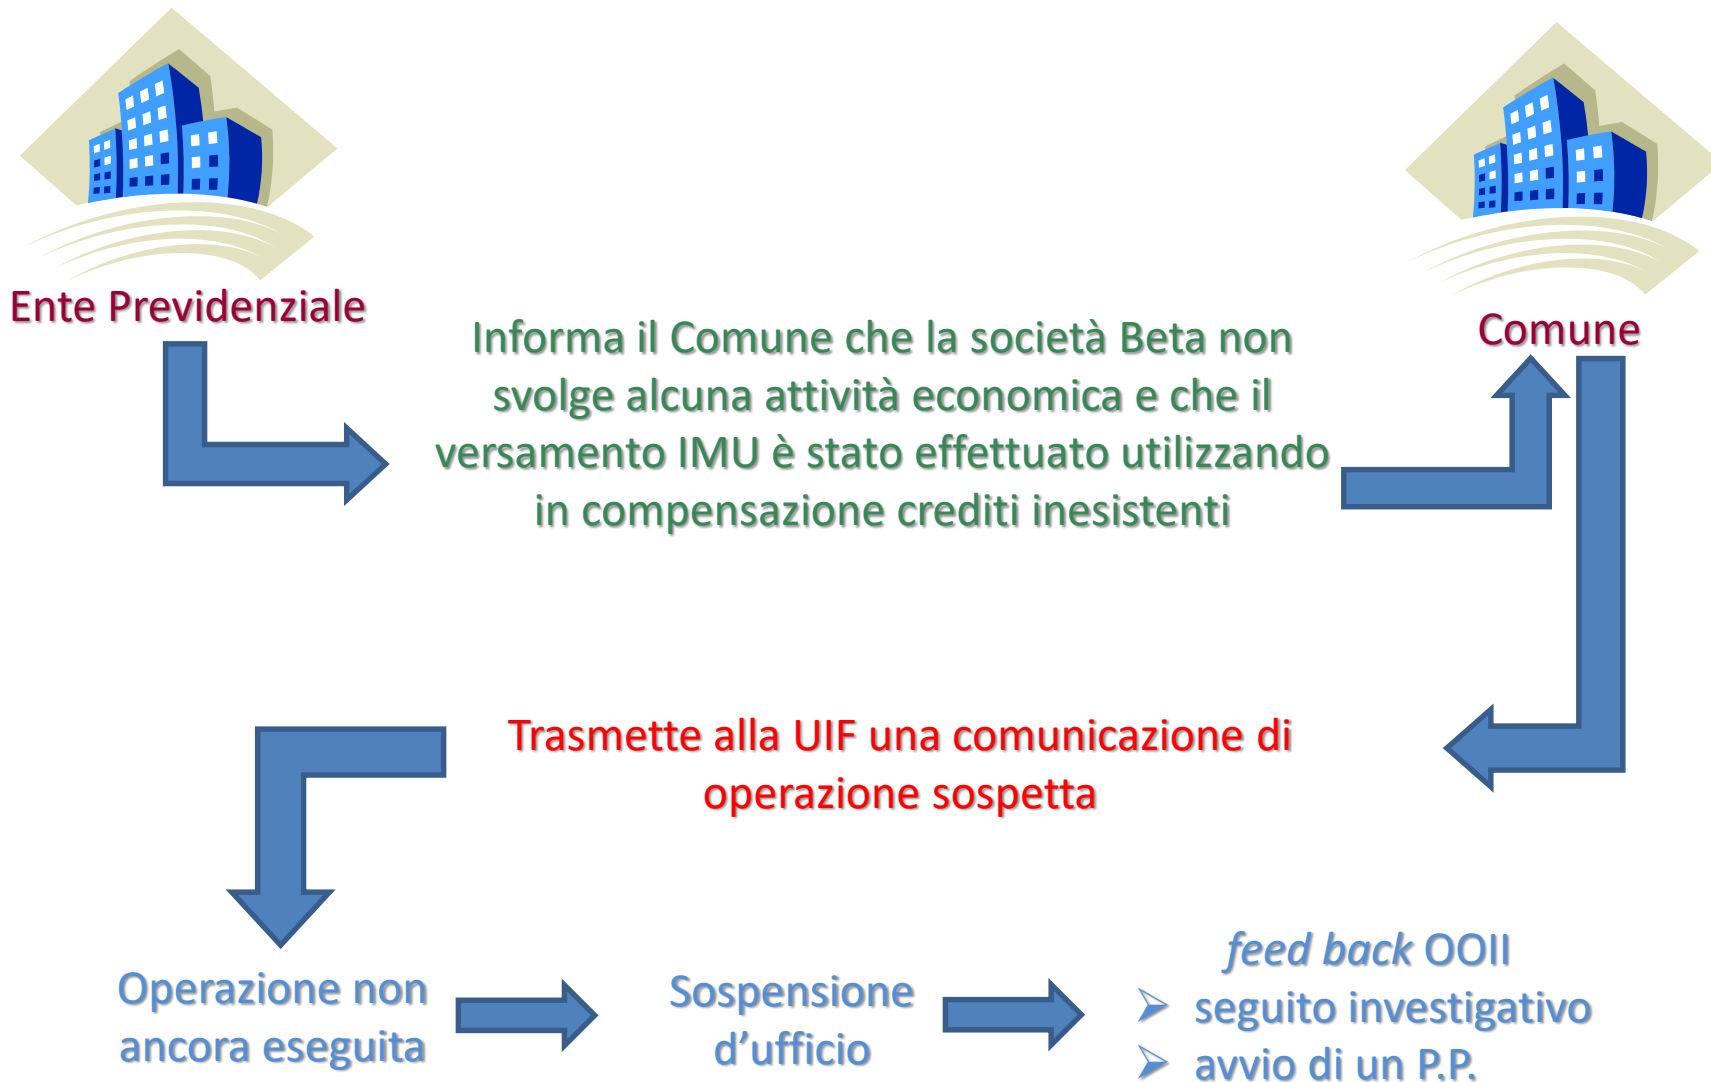 Ente Previdenziale
Comune
Informa il Comune che la società Beta non
svolge alcuna attività economica e che il
versamento IMU è stato effettuato utilizzando
in compensazione crediti inesistenti
Trasmette alla UIF una comunicazione di
operazione sospetta
Operazione non
ancora eseguita
Sospensione
d’ufficio
feed back OOII
➢ seguito investigativo
➢ avvio di un P.P.